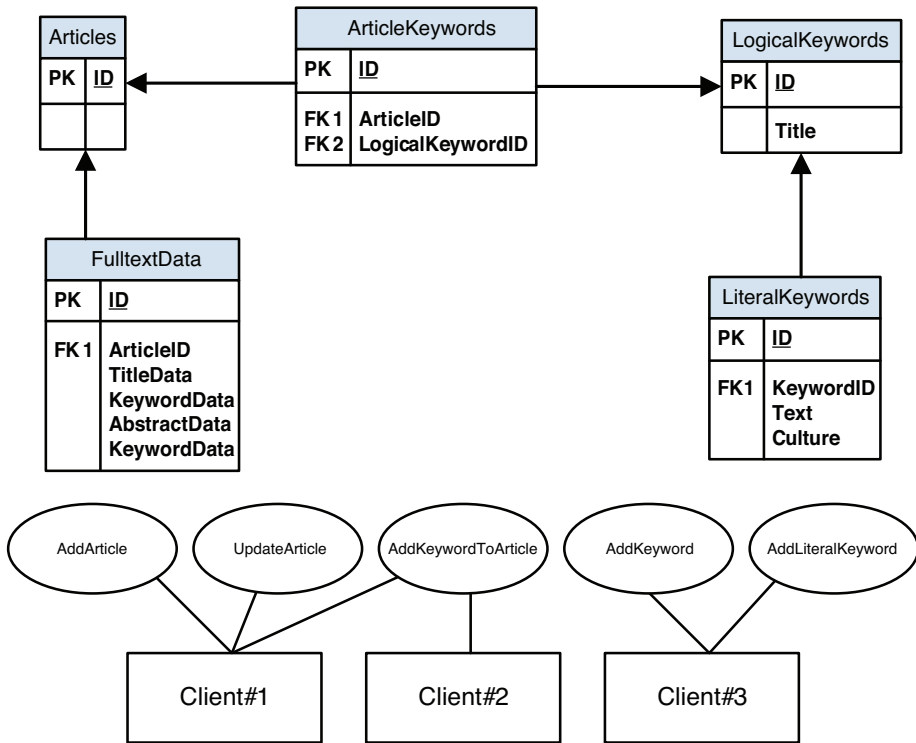 Articles
PK ID
ArticleKeywords
PK ID
FK1 ArticleID
FK2 LogicalKeywordID
LogicalKeywords
PK ID
Title
FulltextData
PK ID
FK1 ArticleID
TitleData
KeywordData
AbstractData
KeywordData
LiteralKeywords
PK ID
FK1 KeywordID
Text
Culture
AddArticle
UpdateArticle
AddKeywordToArticle
AddKeyword
AddLiteralKeyword
Client#1
Client#2
Client#3